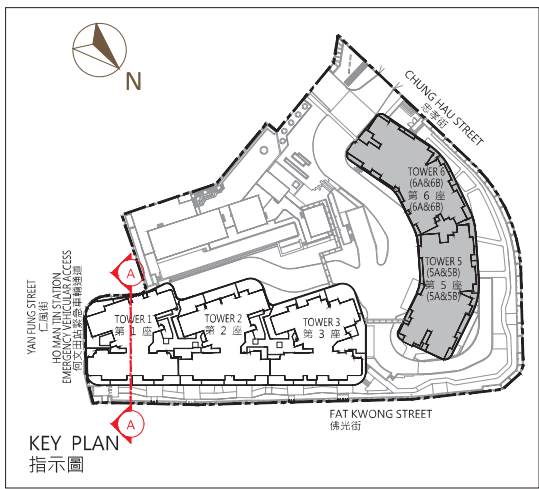 N
CHUNG HAU STREET
忠孝街
TOWER 6
(6A&6B)
第 6 座
(6A&6B)
TOWER 5
(5A&5B)
第 5 座
(5A&5B)
YAN FUNG STREET
仁風街
HO MAN TIN STATION
EMERGENCY VEHICULAR ACCESS
何文田站緊急車輛通道
A
TOWER 1
第 1 座
TOWER 2
第 2 座
TOWER 3
第 3 座
A
FAT KWONG STREET
佛光街
KEY PLAN
指示圖